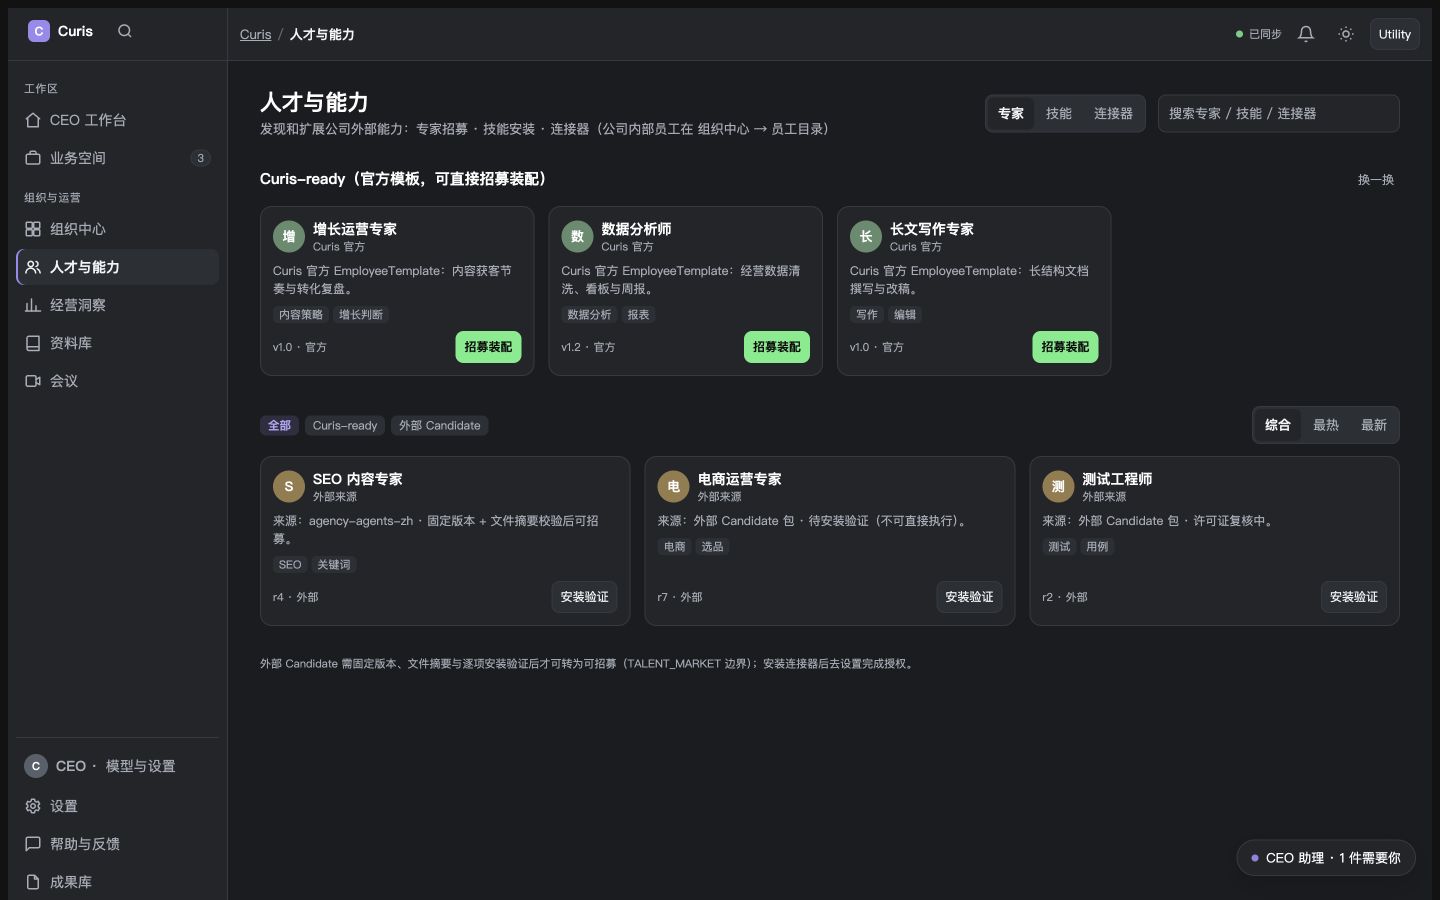 C Curis
工作区
CEO 工作台
业务空间 3
组织与运营
组织中心
人才与能力
经营洞察
资料库
会议
C CEO · 模型与设置
设置
帮助与反馈
成果库
Curis / 人才与能力
已同步
Utility
人才与能力
发现和扩展公司外部能力：专家招募 · 技能安装 · 连接器（公司内部员工在 组织中心 → 员工目录）
专家 技能 连接器
搜索专家 / 技能 / 连接器
Curis-ready（官方模板，可直接招募装配）
换一换
增 增长运营专家
Curis 官方
Curis 官方 EmployeeTemplate：内容获客节
奏与转化复盘。
内容策略 增长判断
v1.0 · 官方 招募装配
数 数据分析师
Curis 官方
Curis 官方 EmployeeTemplate：经营数据清
洗、看板与周报。
数据分析 报表
v1.2 · 官方 招募装配
长 长文写作专家
Curis 官方
Curis 官方 EmployeeTemplate：长结构文档
撰写与改稿。
写作 编辑
v1.0 · 官方 招募装配
全部 Curis-ready 外部 Candidate
综合 最热 最新
S SEO 内容专家
外部来源
来源：agency-agents-zh · 固定版本 + 文件摘要校验后可招
募。
SEO 关键词
r4 · 外部 安装验证
电 电商运营专家
外部来源
来源：外部 Candidate 包 · 待安装验证（不可直接执行）。
电商 选品
r7 · 外部 安装验证
测 测试工程师
外部来源
来源：外部 Candidate 包 · 许可证复核中。
测试 用例
r2 · 外部 安装验证
外部 Candidate 需固定版本、文件摘要与逐项安装验证后才可转为可招募（TALENT_MARKET 边界）；安装连接器后去设置完成授权。
CEO 助理 · 1 件需要你